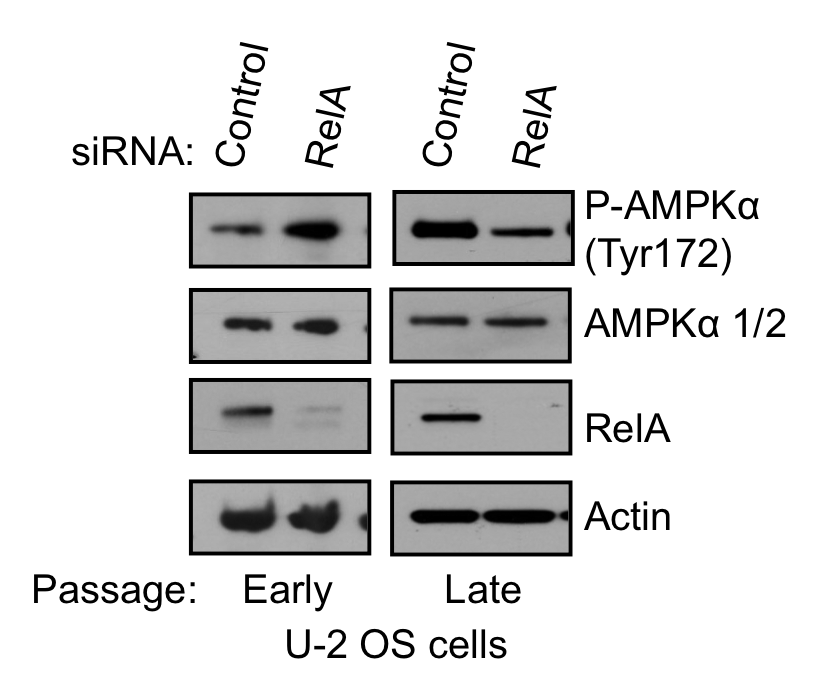 siRNA: Control RelA Control RelA
P-AMPKα
(Tyr172)
AMPKα 1/2
RelA
Actin
Passage: Early Late
U-2 OS cells